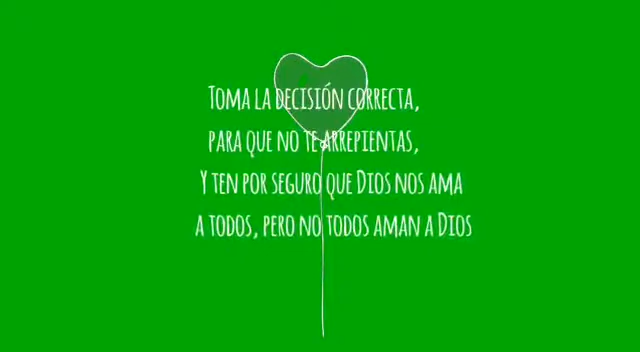 Toma la decisión correcta,
para que no te arrepientas,
Y ten por seguro que Dios nos ama
a todos, pero no todos aman a Dios